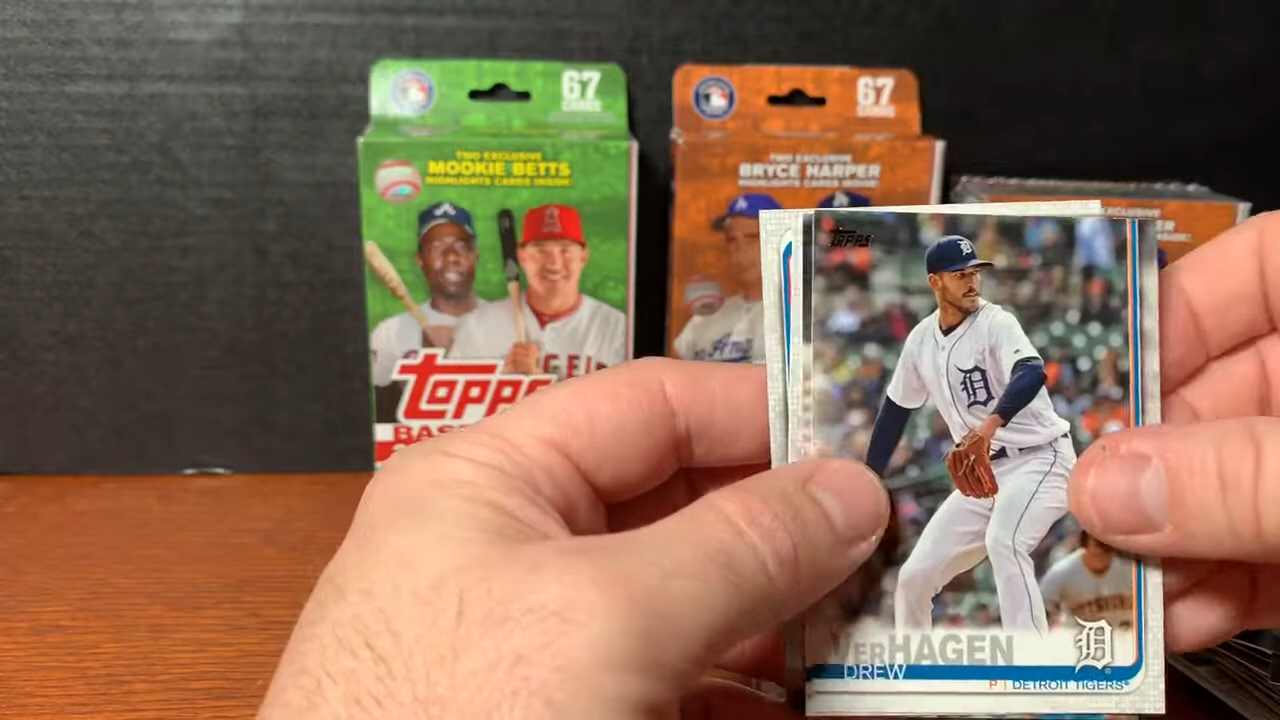 67
CARDS
TWO EXCLUSIVE
MOOKIE BETTS
HIGHLIGHTS CARDS INSIDE!
TOPPS
67
CARDS
TWO EXCLUSIVE
BRYCE HARPER
HIGHLIGHTS CARDS INSIDE!
EXCLUSIVE
TOPPS
VERHAGEN
DREW
P | DETROIT TIGERS